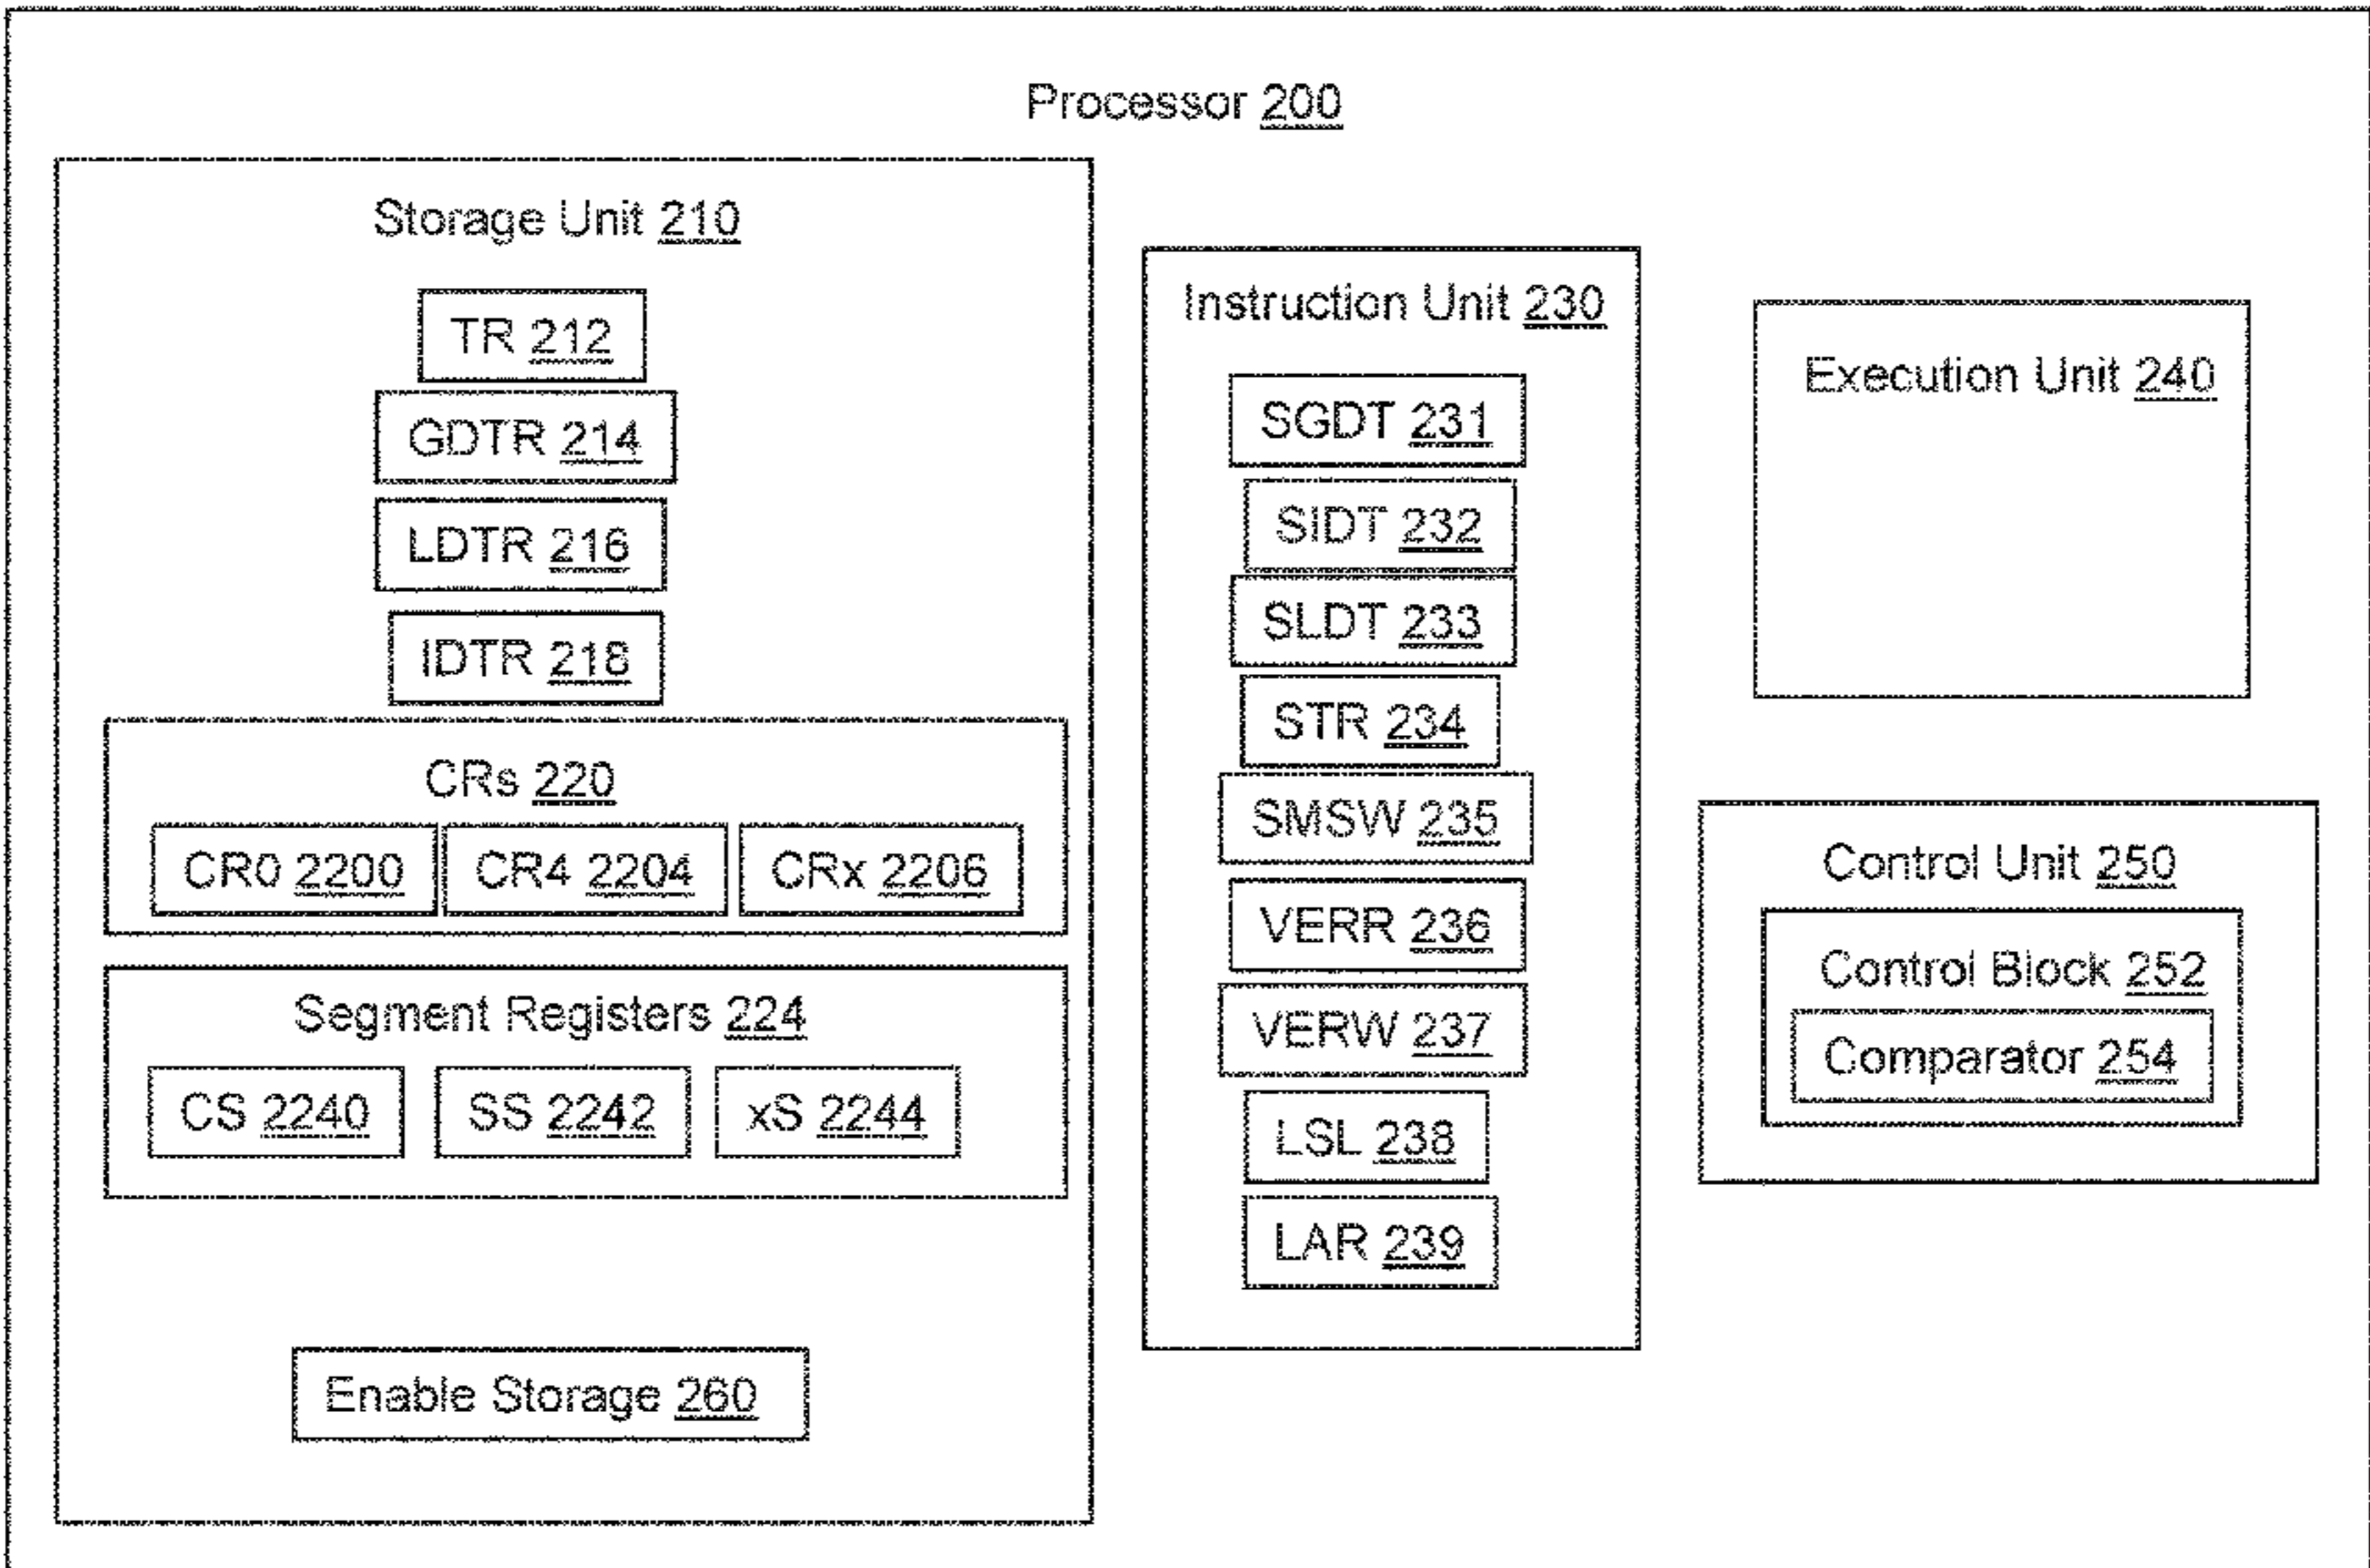 Processor 200
Storage Unit 210
TR 212
GDTR 214
LDTR 216
IDTR 218
CRs 220
CR0 2200 CR4 2204 CRx 2206
Segment Registers 224
CS 2240 SS 2242 xS 2244
Enable Storage 260
Instruction Unit 230
SGDT 231
SIDT 232
SLDT 233
STR 234
SMSW 235
VERR 236
VERW 237
LSL 238
LAR 239
Execution Unit 240
Control Unit 250
Control Block 252
Comparator 254